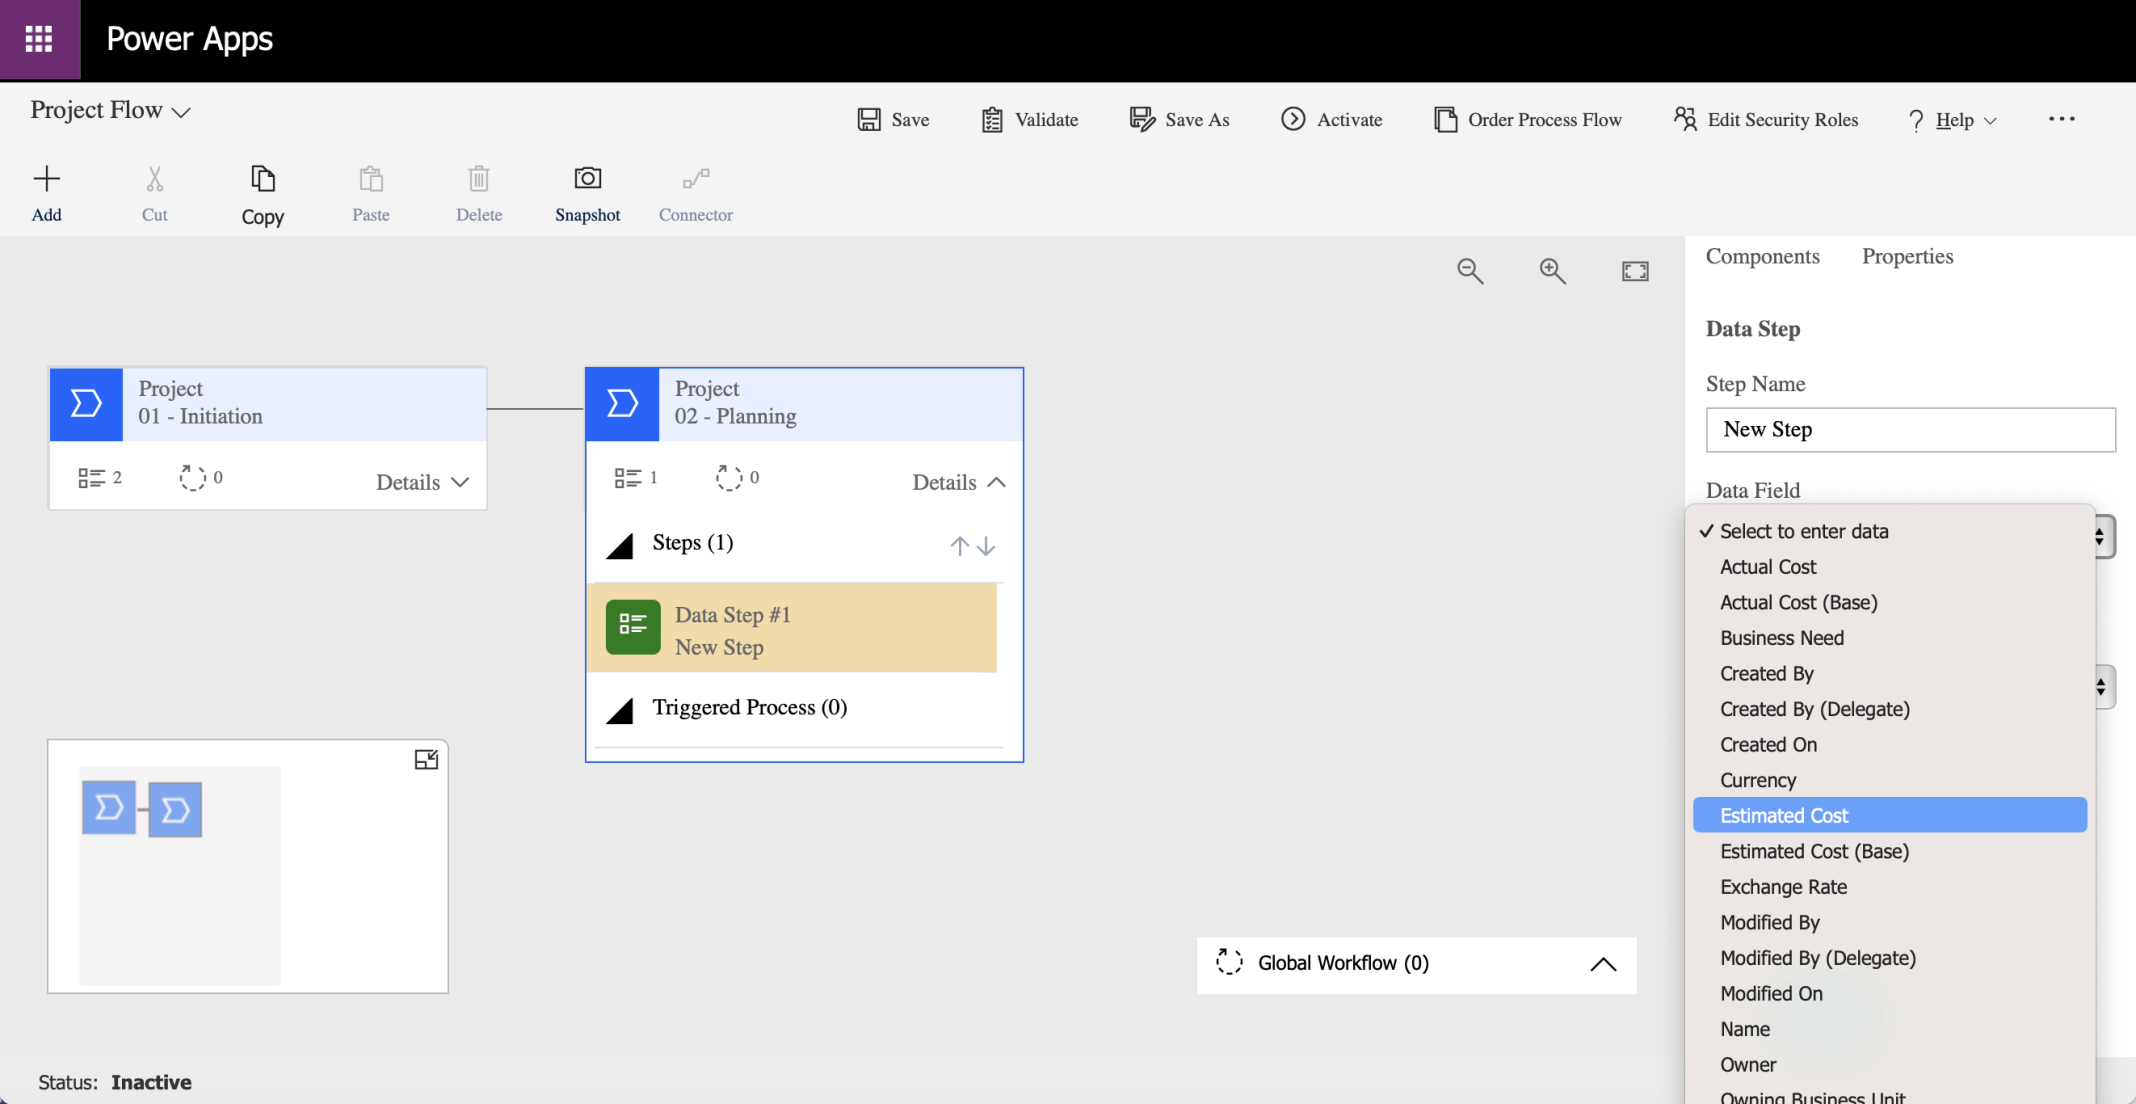 Power Apps
Project Flow
Save
Validate
Save As
Activate
Order Process Flow
Edit Security Roles
? Help
...
Add
Cut
Copy
Paste
Delete
Snapshot
Connector
Components
Properties
Data Step
Step Name
New Step
Data Field
Project
01 - Initiation
2
0
Details
Project
02 - Planning
1
0
Details
Steps (1)
Data Step #1
New Step
Triggered Process (0)
✓ Select to enter data
Actual Cost
Actual Cost (Base)
Business Need
Created By
Created By (Delegate)
Created On
Currency
Estimated Cost
Estimated Cost (Base)
Exchange Rate
Modified By
Modified By (Delegate)
Modified On
Name
Owner
Owning Business Unit
Global Workflow (0)
Status: Inactive